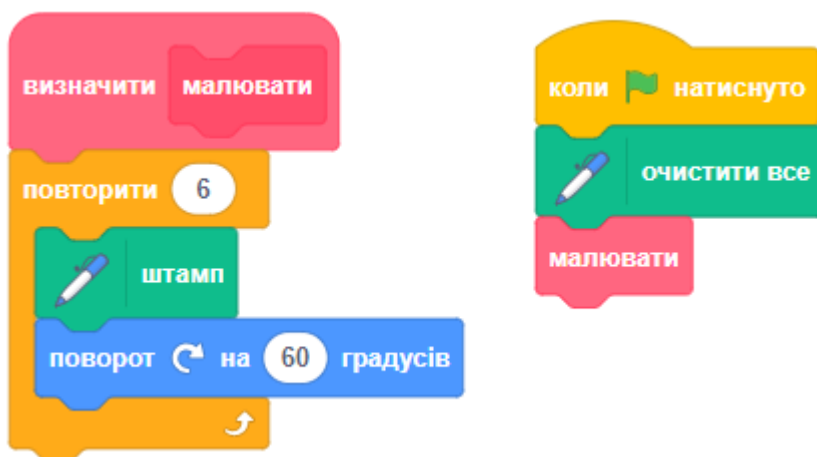 визначити малювати
повторити 6
штамп
поворот на 60 градусів
коли натиснуто
очистити все
малювати